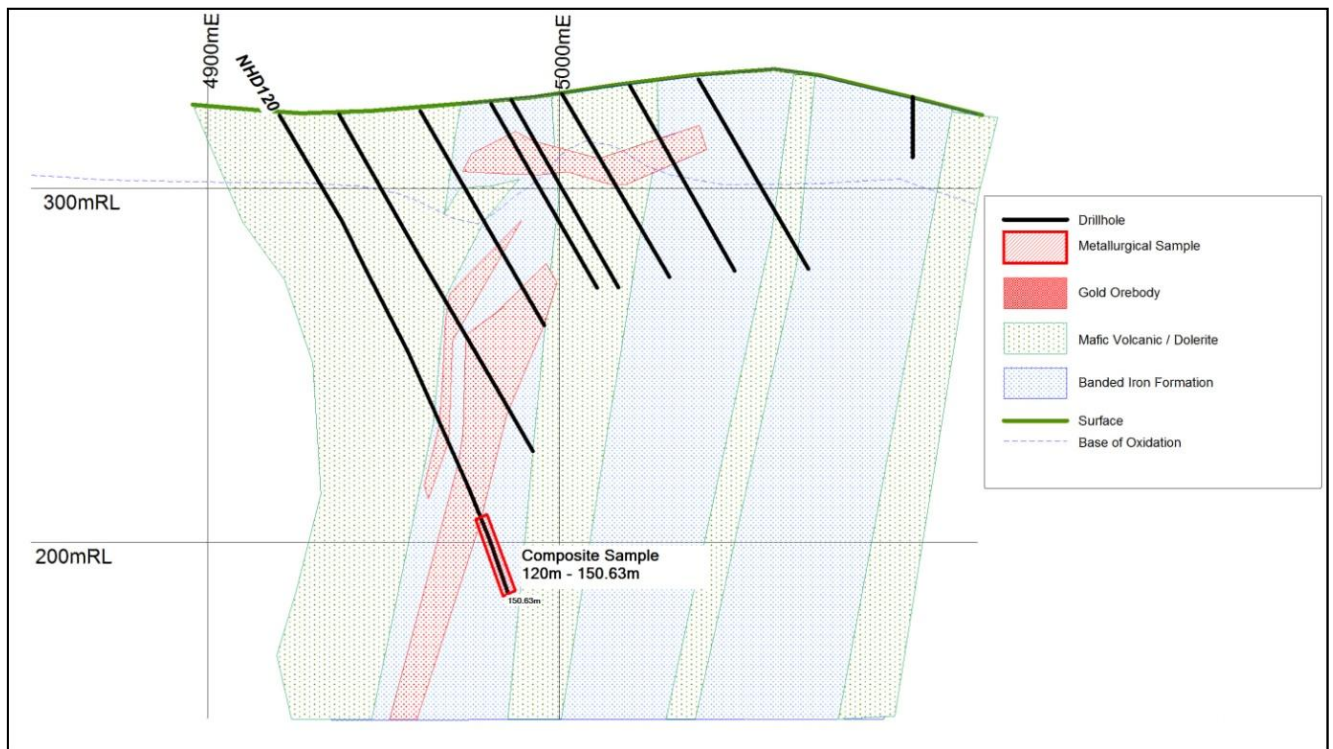 4900mE
5000mE
NHD120
300mRL
200mRL
Composite Sample
120m - 150.63m
150.63m
Drillhole
Metallurgical Sample
Gold Orebody
Mafic Volcanic / Dolerite
Banded Iron Formation
Surface
Base of Oxidation